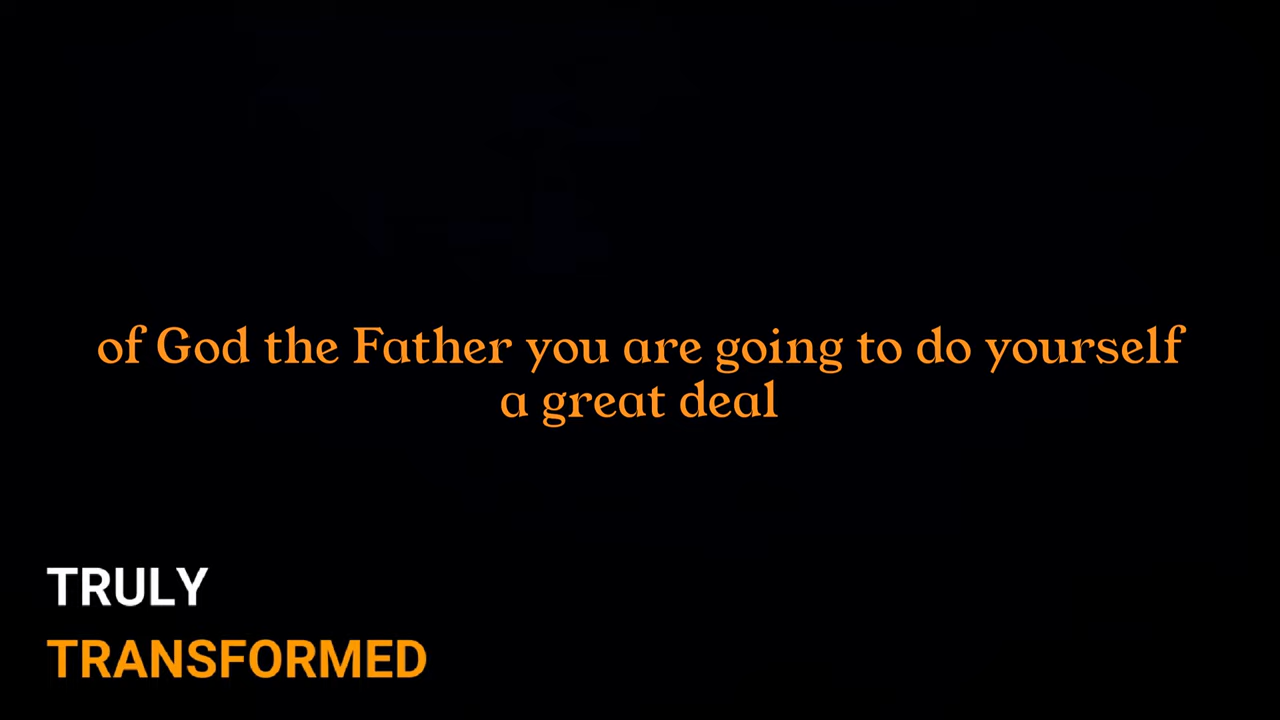 of God the Father you are going to do yourself
a great deal
TRULY
TRANSFORMED